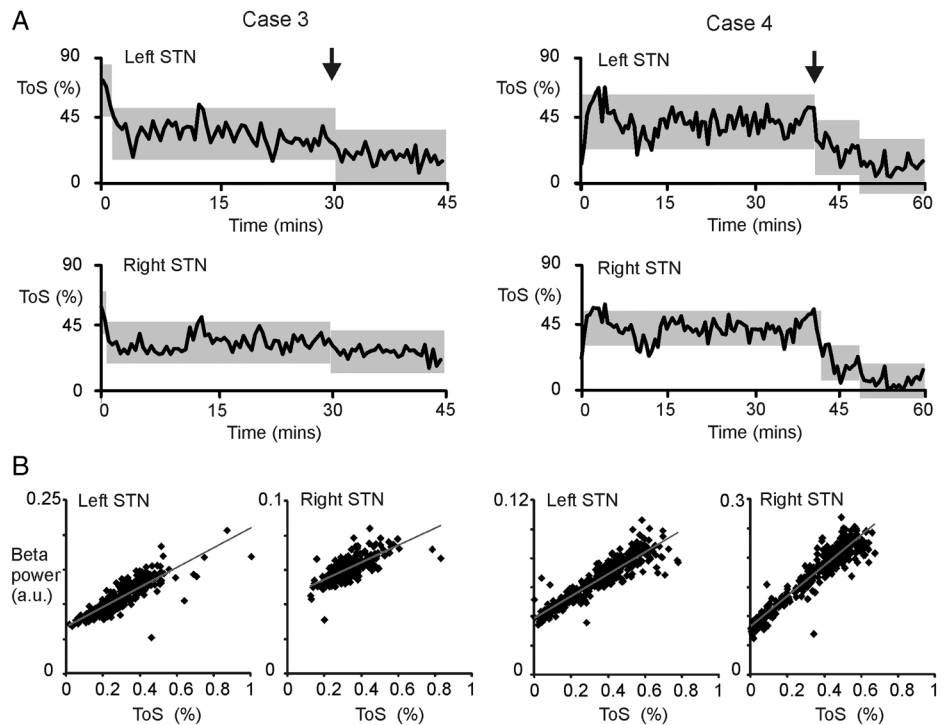 A
Case 3
Case 4
90
Left STN
ToS (%)
45
0
0 15 30 45
Time (mins)
90
Left STN
ToS (%)
45
0
0 15 30 45 60
Time (mins)
90
Right STN
ToS (%)
45
0
0 15 30 45
Time (mins)
90
Right STN
ToS (%)
45
0
0 15 30 45 60
Time (mins)
B
0.25
Left STN
Beta
power
(a.u.)
0
0 0.2 0.4 0.6 0.8 1
ToS (%)
0.1
Right STN
0
0 0.2 0.4 0.6 0.8 1
ToS (%)
0.12
Left STN
0
0 0.2 0.4 0.6 0.8 1
ToS (%)
0.3
Right STN
0
0 0.2 0.4 0.6 0.8 1
ToS (%)